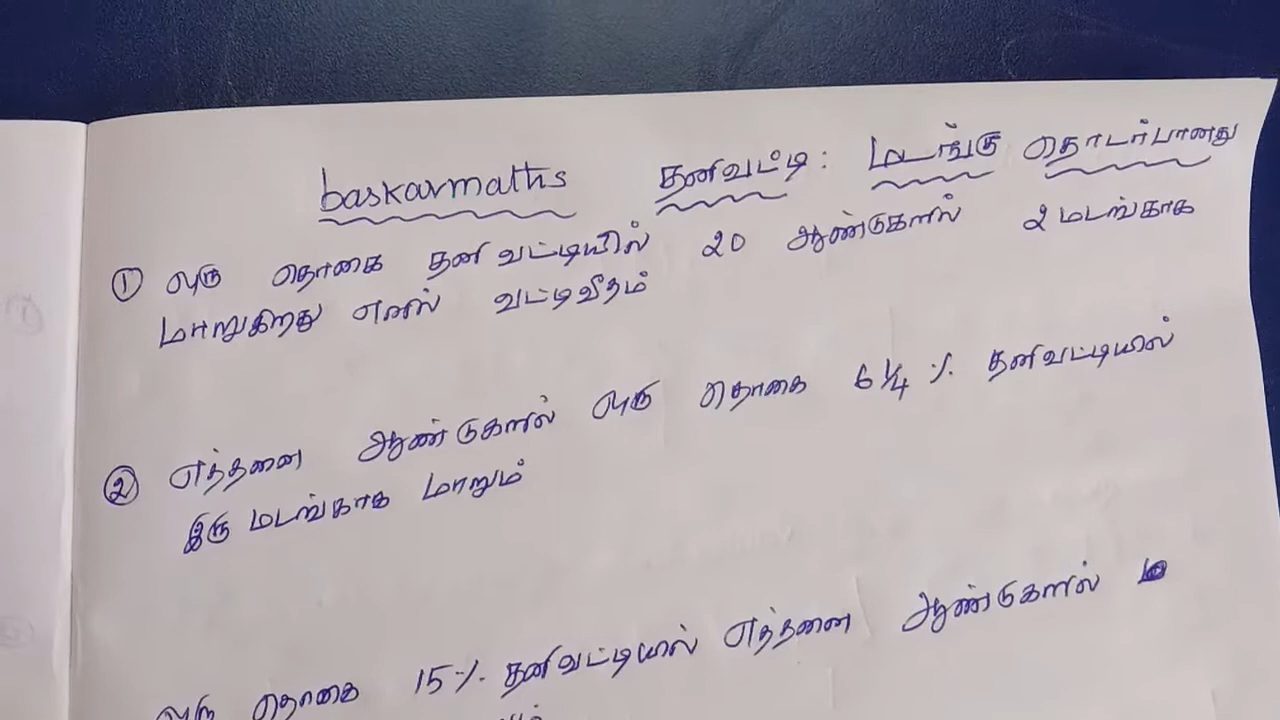 baskarmaths தனிவட்டி : மடங்கு தொடர்பானது
① ஒரு தொகை தனி வட்டியில் 20 ஆண்டுகளில் 2 மடங்காக
மாறுகிறது எனில் வட்டிவீதம்
② எத்தனை ஆண்டுகளில் ஒரு தொகை 6 1/4 % தனிவட்டியில்
இரு மடங்காக மாறும்
ஒரு தொகை 15% தனிவட்டியில் எத்தனை ஆண்டுகளில்